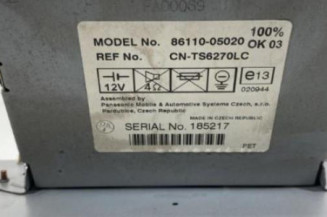 MODEL No. 86110-05020
100%
OK 03
REF No. CN-TS6270LC
12V
4Ω
e13
020944
Assembled by
Panasonic Mobile & Automotive Systems Czech, s.r.o.
Pardubice, Czech Republic
MADE IN CZECH REPUBLIC
SERIAL No. 185217